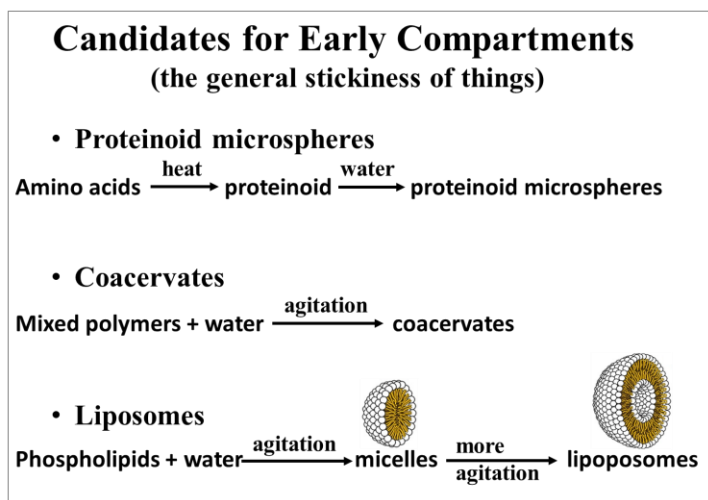 Candidates for Early Compartments
(the general stickiness of things)
• Proteinoid microspheres
Amino acids heat proteinoid water proteinoid microspheres
• Coacervates
Mixed polymers + water agitation coacervates
• Liposomes
Phospholipids + water agitation micelles more agitation lipoposomes